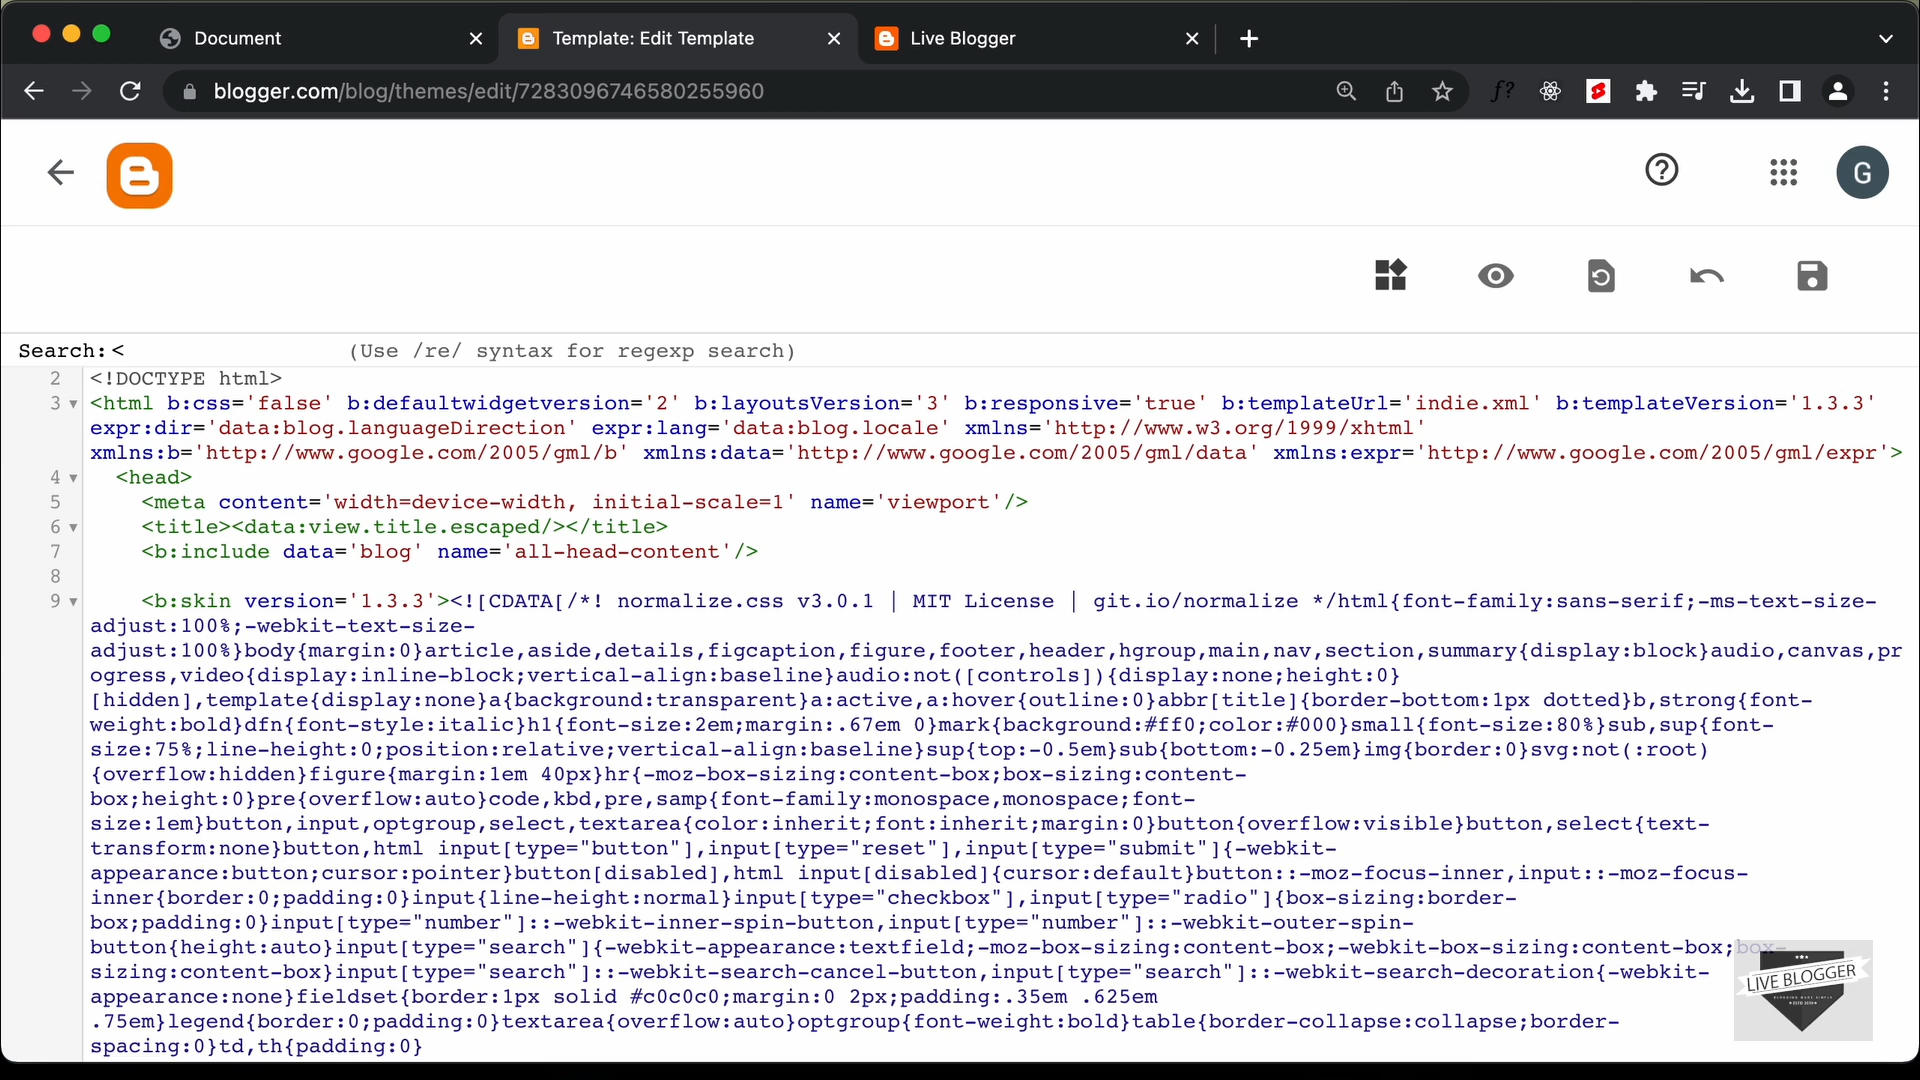 Document
Template: Edit Template
Live Blogger
blogger.com/blog/themes/edit/7283096746580255960
f?
G
Search: <
(Use /re/ syntax for regexp search)
2 <!DOCTYPE html>
3 <html b:css='false' b:defaultwidgetversion='2' b:layoutsVersion='3' b:responsive='true' b:templateUrl='indie.xml' b:templateVersion='1.3.3'
expr:dir='data:blog.languageDirection' expr:lang='data:blog.locale' xmlns='http://www.w3.org/1999/xhtml'
xmlns:b='http://www.google.com/2005/gml/b' xmlns:data='http://www.google.com/2005/gml/data' xmlns:expr='http://www.google.com/2005/gml/expr'>
4 <head>
5 <meta content='width=device-width, initial-scale=1' name='viewport'/>
6 <title><data:view.title.escaped/></title>
7 <b:include data='blog' name='all-head-content'/>
8
9 <b:skin version='1.3.3'><![CDATA[/*! normalize.css v3.0.1 | MIT License | git.io/normalize */html{font-family:sans-serif;-ms-text-size-
adjust:100%;-webkit-text-size-
adjust:100%}body{margin:0}article,aside,details,figcaption,figure,footer,header,hgroup,main,nav,section,summary{display:block}audio,canvas,pr
ogress,video{display:inline-block;vertical-align:baseline}audio:not([controls]){display:none;height:0}
[hidden],template{display:none}a{background:transparent}a:active,a:hover{outline:0}abbr[title]{border-bottom:1px dotted}b,strong{font-
weight:bold}dfn{font-style:italic}h1{font-size:2em;margin:.67em 0}mark{background:#ff0;color:#000}small{font-size:80%}sub,sup{font-
size:75%;line-height:0;position:relative;vertical-align:baseline}sup{top:-0.5em}sub{bottom:-0.25em}img{border:0}svg:not(:root)
{overflow:hidden}figure{margin:1em 40px}hr{-moz-box-sizing:content-box;box-sizing:content-
box;height:0}pre{overflow:auto}code,kbd,pre,samp{font-family:monospace,monospace;font-
size:1em}button,input,optgroup,select,textarea{color:inherit;font:inherit;margin:0}button{overflow:visible}button,select{text-
transform:none}button,html input[type="button"],input[type="reset"],input[type="submit"]{-webkit-
appearance:button;cursor:pointer}button[disabled],html input[disabled]{cursor:default}button::-moz-focus-inner,input::-moz-focus-
inner{border:0;padding:0}input{line-height:normal}input[type="checkbox"],input[type="radio"]{box-sizing:border-
box;padding:0}input[type="number"]::-webkit-inner-spin-button,input[type="number"]::-webkit-outer-spin-
button{height:auto}input[type="search"]{-webkit-appearance:textfield;-moz-box-sizing:content-box;-webkit-box-sizing:content-box;box-
sizing:content-box}input[type="search"]::-webkit-search-cancel-button,input[type="search"]::-webkit-search-decoration{-webkit-
appearance:none}fieldset{border:1px solid #c0c0c0;margin:0 2px;padding:.35em .625em
.75em}legend{border:0;padding:0}textarea{overflow:auto}optgroup{font-weight:bold}table{border-collapse:collapse;border-
spacing:0}td,th{padding:0}
LIVE BLOGGER